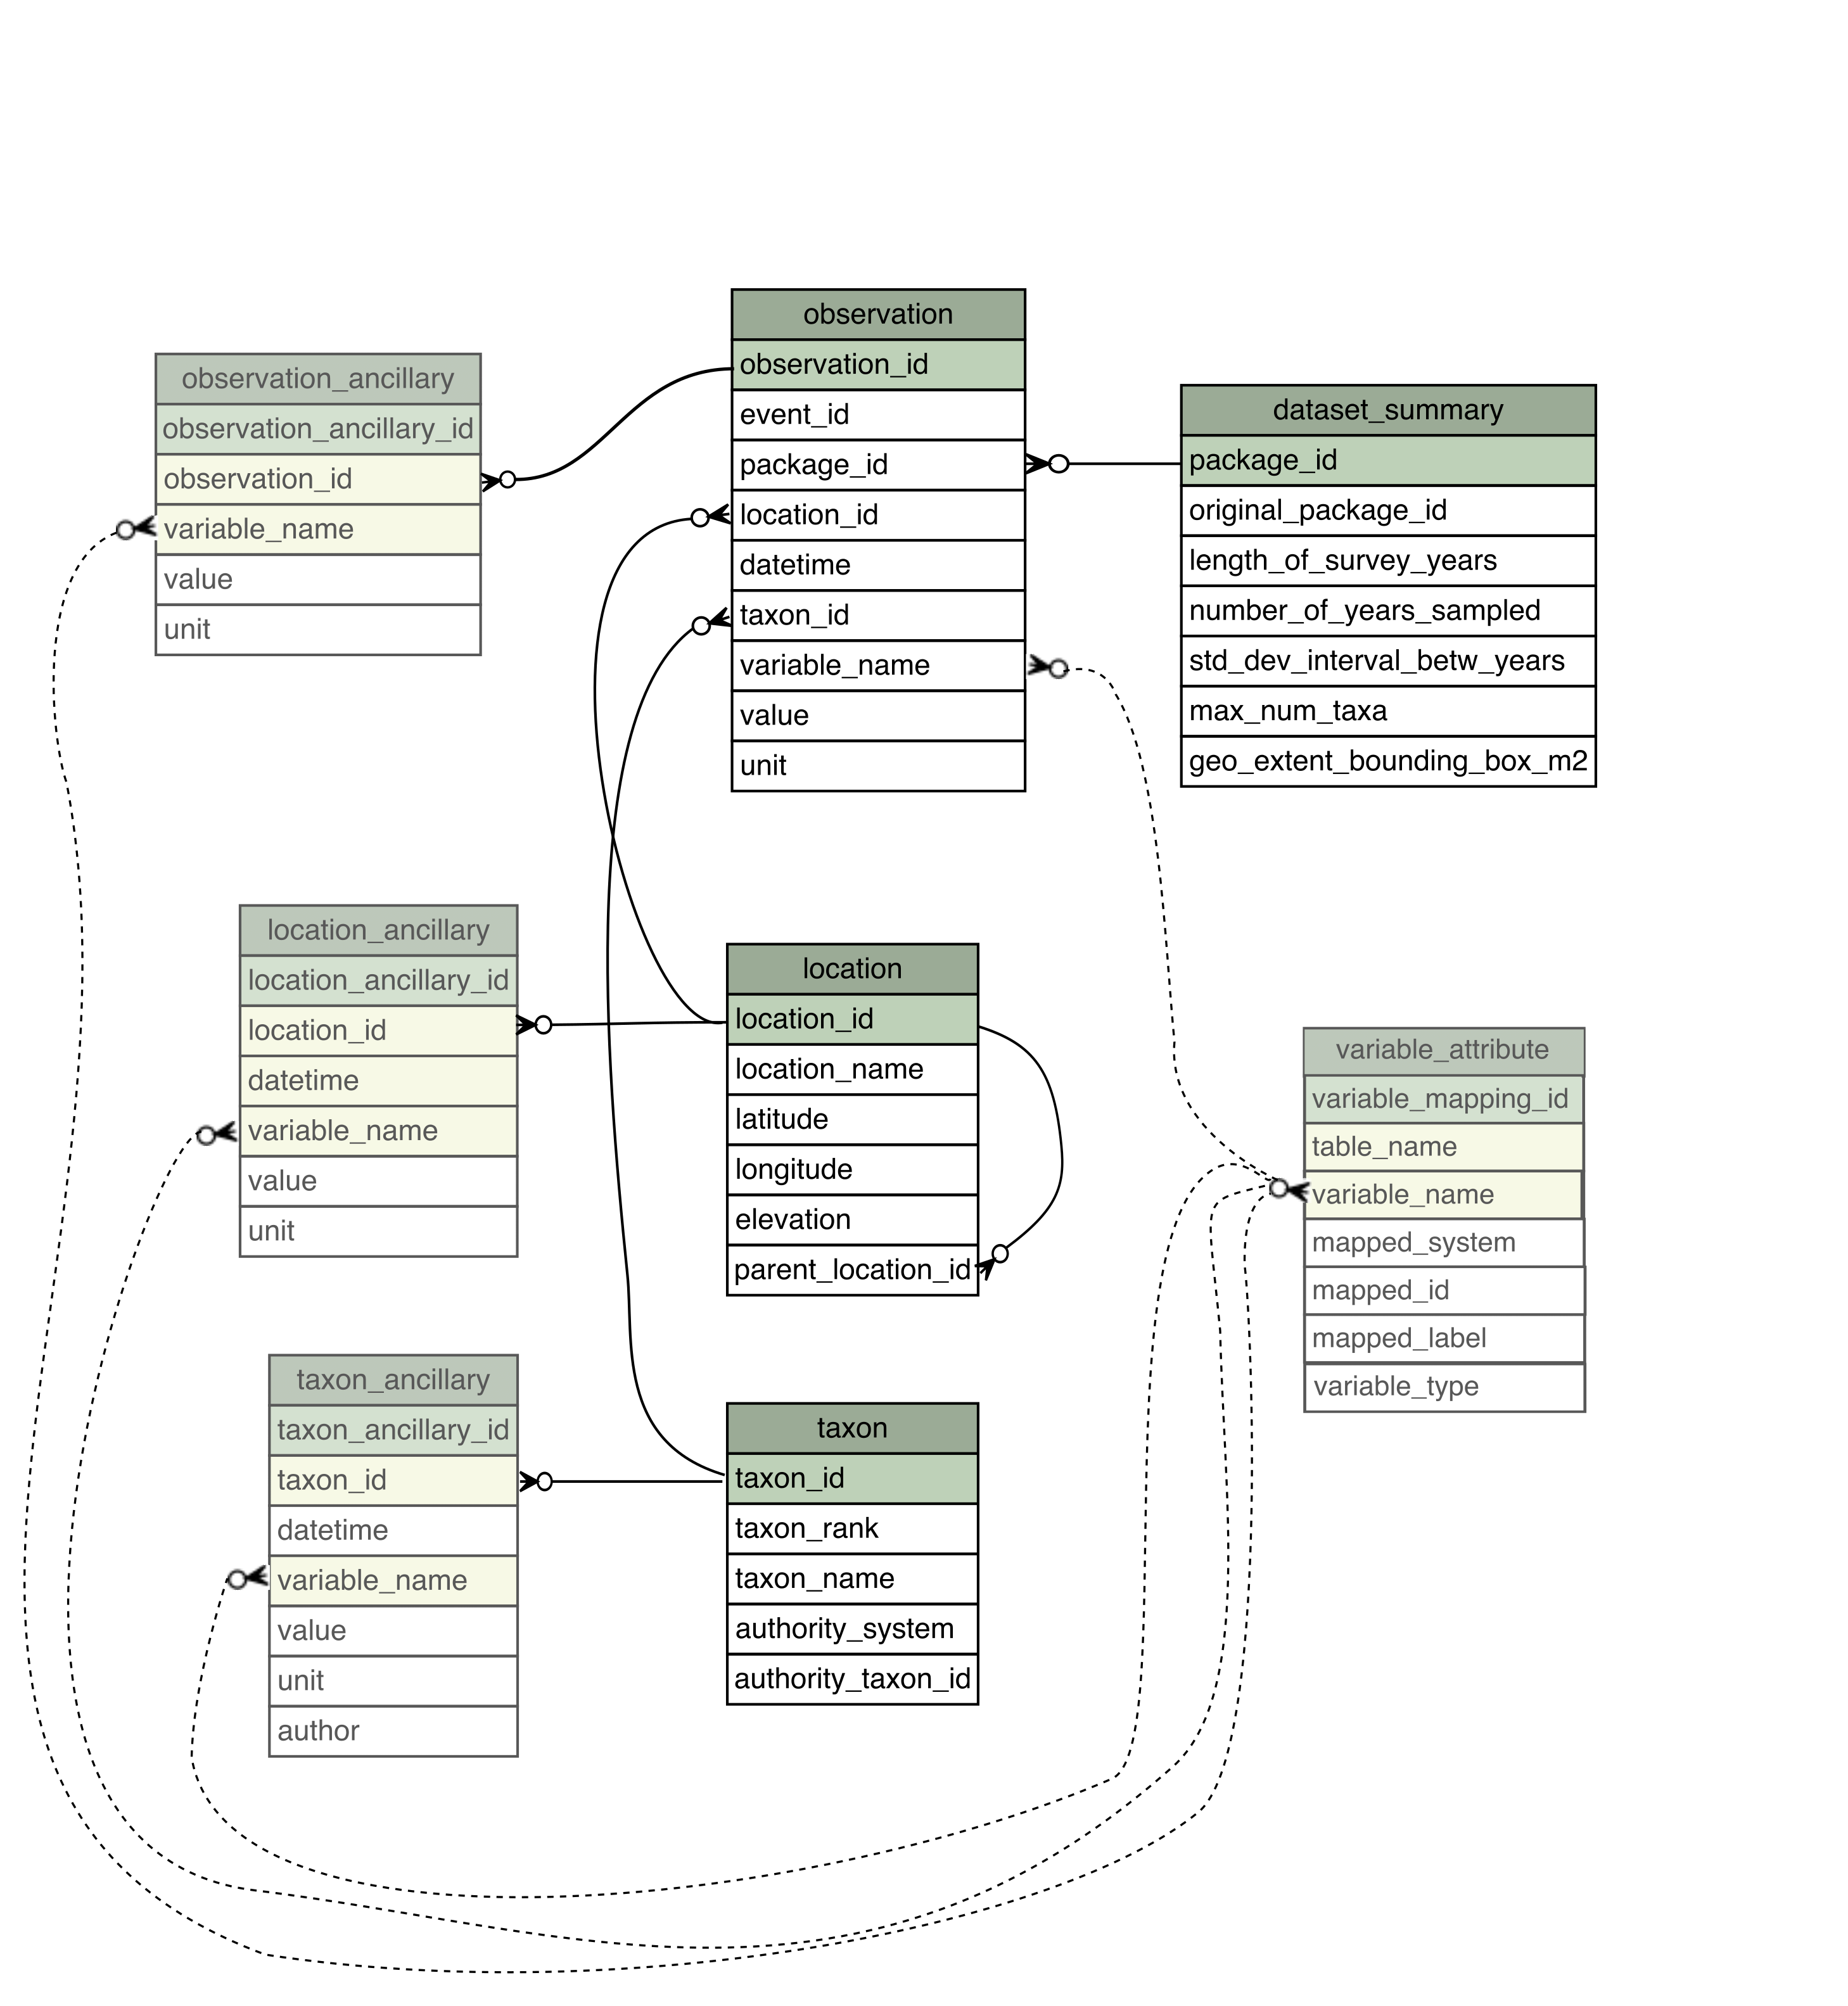 observation
observation_id
event_id
package_id
location_id
datetime
taxon_id
variable_name
value
unit
observation_ancillary
observation_ancillary_id
observation_id
variable_name
value
unit
dataset_summary
package_id
original_package_id
length_of_survey_years
number_of_years_sampled
std_dev_interval_betw_years
max_num_taxa
geo_extent_bounding_box_m2
location_ancillary
location_ancillary_id
location_id
datetime
variable_name
value
unit
location
location_id
location_name
latitude
longitude
elevation
parent_location_id
variable_attribute
variable_mapping_id
table_name
variable_name
mapped_system
mapped_id
mapped_label
variable_type
taxon_ancillary
taxon_ancillary_id
taxon_id
datetime
variable_name
value
unit
author
taxon
taxon_id
taxon_rank
taxon_name
authority_system
authority_taxon_id